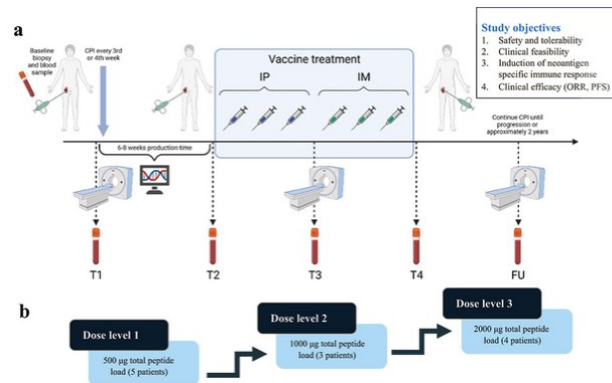 a
Baseline
biopsy
and blood
sample
CPI every 3rd
or 4th week
Vaccine treatment
IP
IM
Study objectives
1. Safety and tolerability
2. Clinical feasibility
3. Induction of neoantigen
specific immune response
4. Clinical efficacy (ORR, PFS)
Continue CPI until
progression or
approximately 2 years
6-8 weeks production time
T1
T2
T3
T4
FU
b
Dose level 1
500 µg total peptide
load (5 patients)
Dose level 2
1000 µg total peptide
load (3 patients)
Dose level 3
2000 µg total peptide
load (4 patients)